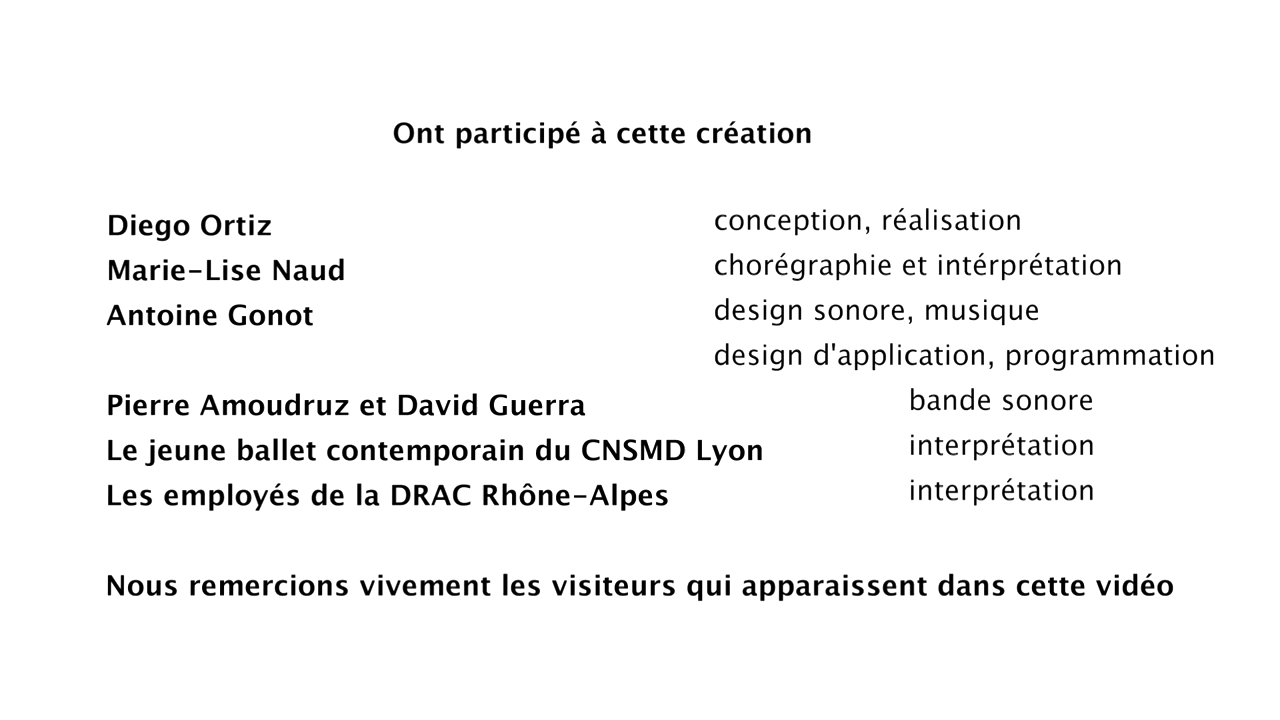 Ont participé à cette création
Diego Ortiz conception, réalisation
Marie-Lise Naud chorégraphie et intérprétation
Antoine Gonot design sonore, musique
design d'application, programmation
Pierre Amoudruz et David Guerra bande sonore
Le jeune ballet contemporain du CNSMD Lyon interprétation
Les employés de la DRAC Rhône-Alpes interprétation
Nous remercions vivement les visiteurs qui apparaissent dans cette vidéo